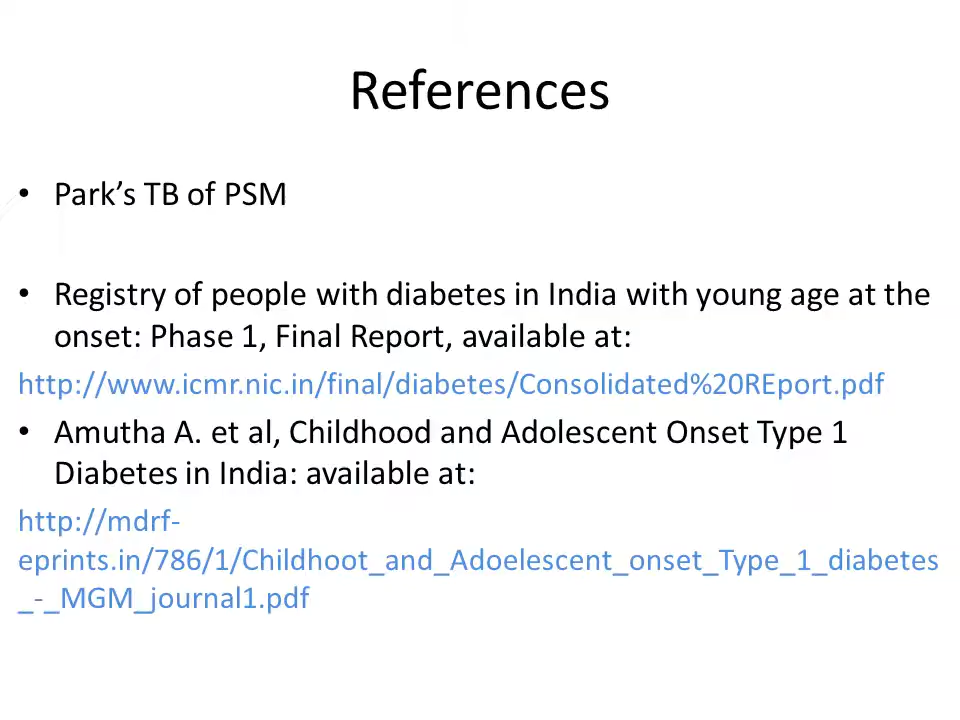 References
• Park’s TB of PSM
• Registry of people with diabetes in India with young age at the
onset: Phase 1, Final Report, available at:
http://www.icmr.nic.in/final/diabetes/Consolidated%20REport.pdf
• Amutha A. et al, Childhood and Adolescent Onset Type 1
Diabetes in India: available at:
http://mdrf-
eprints.in/786/1/Childhoot_and_Adoelescent_onset_Type_1_diabetes
_-_MGM_journal1.pdf